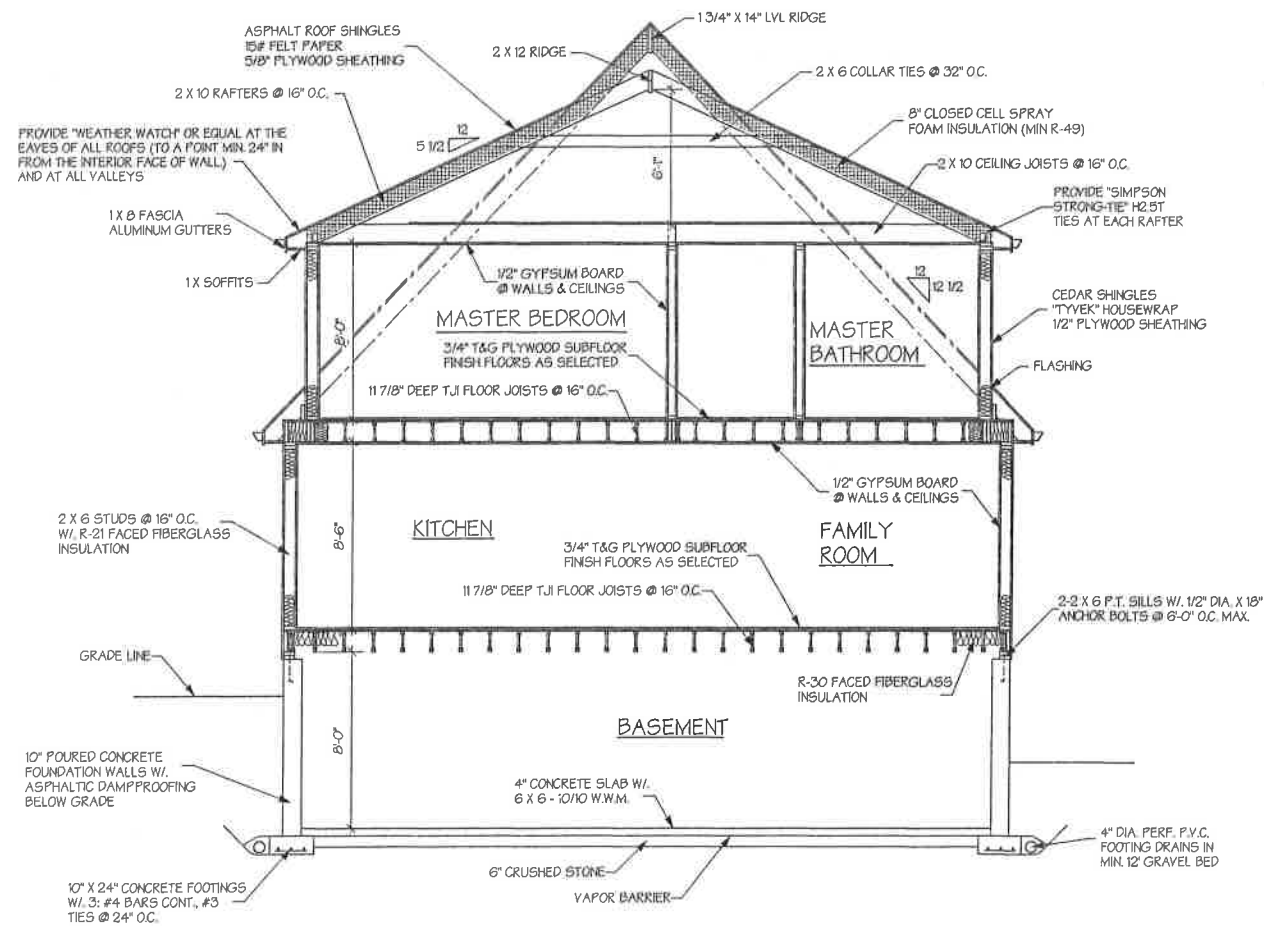 1 3/4" X 14" LVL RIDGE
ASPHALT ROOF SHINGLES
15# FELT PAPER
5/8" PLYWOOD SHEATHING
2 X 12 RIDGE
2 X 6 COLLAR TIES @ 32" O.C.
2 X 10 RAFTERS @ 16" O.C.
8" CLOSED CELL SPRAY
FOAM INSULATION (MIN R-49)
PROVIDE "WEATHER WATCH" OR EQUAL AT THE
EAVES OF ALL ROOFS (TO A POINT MIN. 24" IN
FROM THE INTERIOR FACE OF WALL)
AND AT ALL VALLEYS
12
5 1/2
6'-1"
2 X 10 CEILING JOISTS @ 16" O.C.
PROVIDE "SIMPSON
STRONG-TIE" H2.5T
TIES AT EACH RAFTER
1 X 8 FASCIA
ALUMINUM GUTTERS
1 X SOFFITS
1/2" GYPSUM BOARD
@ WALLS & CEILINGS
12
12 1/2
CEDAR SHINGLES
"TYVEK" HOUSEWRAP
1/2" PLYWOOD SHEATHING
8'-0"
MASTER BEDROOM
MASTER
BATHROOM
3/4" T&G PLYWOOD SUBFLOOR
FINISH FLOORS AS SELECTED
FLASHING
11 7/8" DEEP TJI FLOOR JOISTS @ 16" O.C.
1/2" GYPSUM BOARD
@ WALLS & CEILINGS
2 X 6 STUDS @ 16" O.C.
W/. R-21 FACED FIBERGLASS
INSULATION
8'-6"
KITCHEN
FAMILY
ROOM
3/4" T&G PLYWOOD SUBFLOOR
FINISH FLOORS AS SELECTED
11 7/8" DEEP TJI FLOOR JOISTS @ 16" O.C.
2-2 X 6 P.T. SILLS W/. 1/2" DIA. X 18"
ANCHOR BOLTS @ 6'-0" O.C. MAX.
GRADE LINE
R-30 FACED FIBERGLASS
INSULATION
8'-0"
BASEMENT
10" POURED CONCRETE
FOUNDATION WALLS W/.
ASPHALTIC DAMPPROOFING
BELOW GRADE
4" CONCRETE SLAB W/.
6 X 6 - 10/10 W.W.M.
4" DIA. PERF. P.V.C.
FOOTING DRAINS IN
MIN. 12" GRAVEL BED
6" CRUSHED STONE
VAPOR BARRIER
10" X 24" CONCRETE FOOTINGS
W/. 3: #4 BARS CONT., #3
TIES @ 24" O.C.